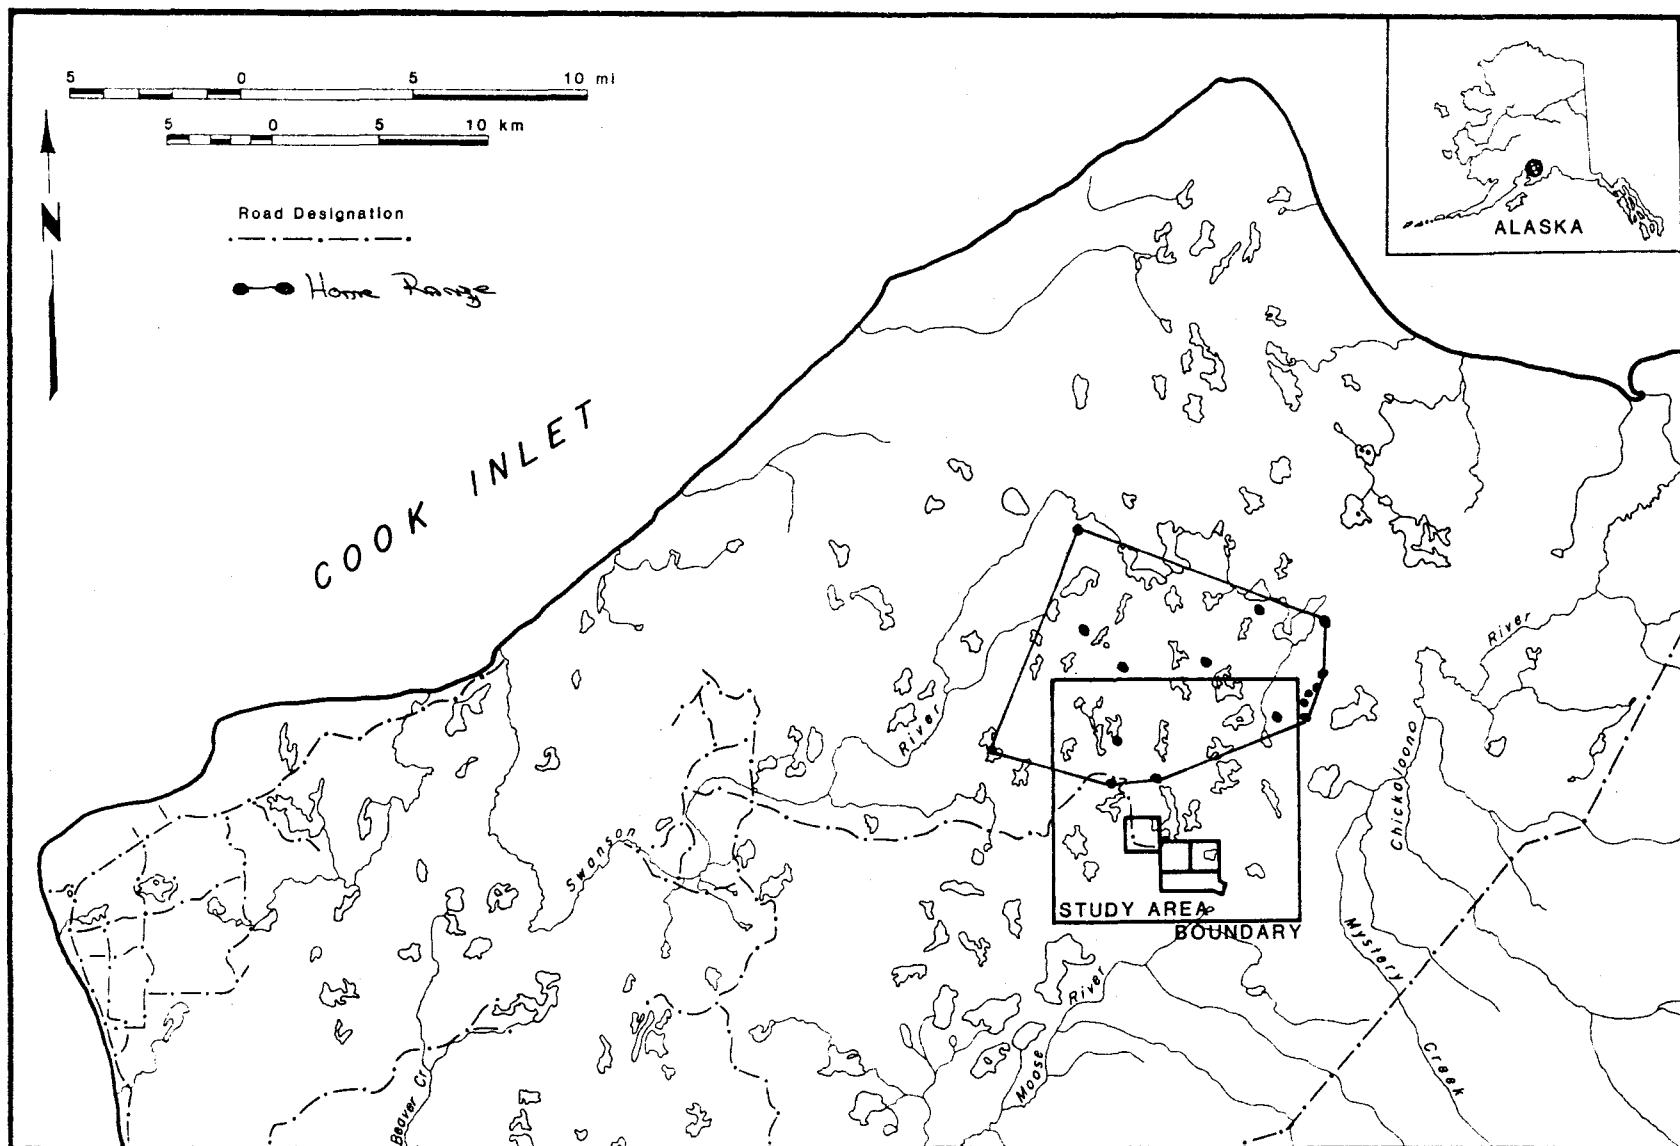 5 0 5 10 mi
5 0 5 10 km
N
Road Designation
Home Range
ALASKA
COOK INLET
River
River
Swanson
Chickaloono
STUDY AREA
BOUNDARY
Mystery
Creek
River
Moose
Beaver Cr